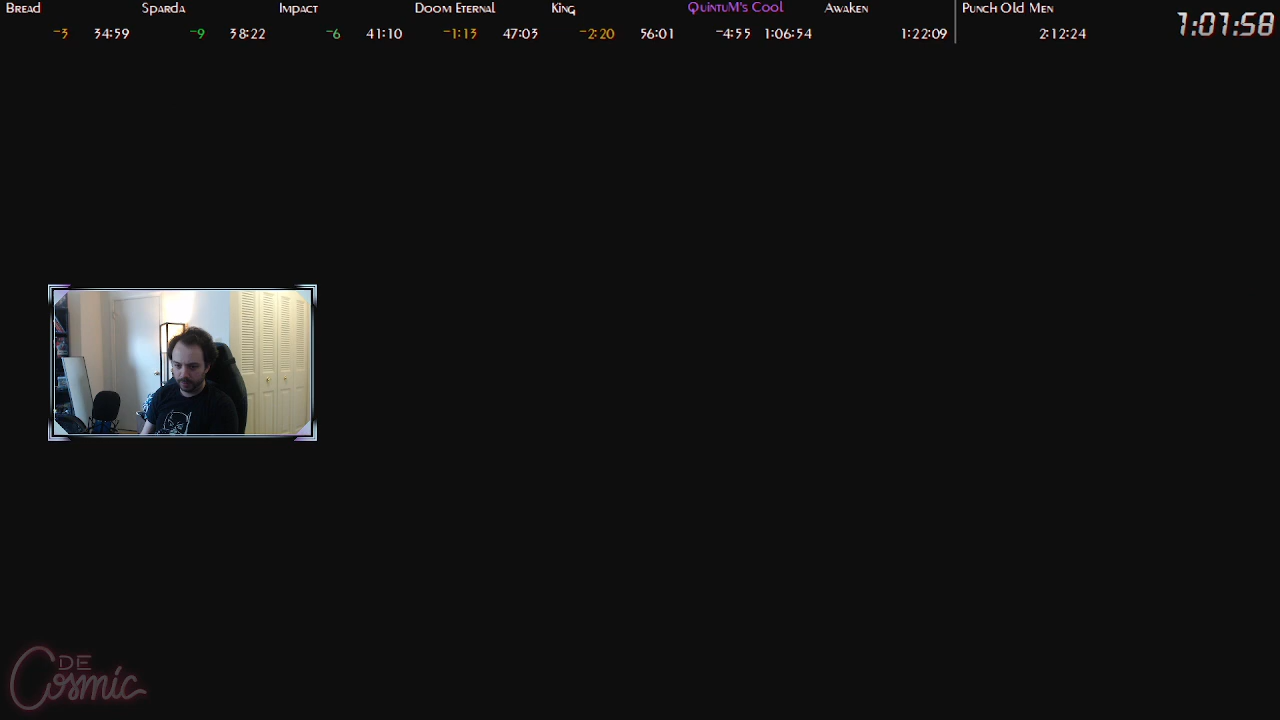 Bread Sparda Impact Doom Eternal King QuintuM's Cool Awaken Punch Old Men
-3 34:59 -9 38:22 -6 41:10 -1:13 47:03 -2:20 56:01 -4:55 1:06:54 1:22:09 2:12:24
1:07:58
DE
Cosmic